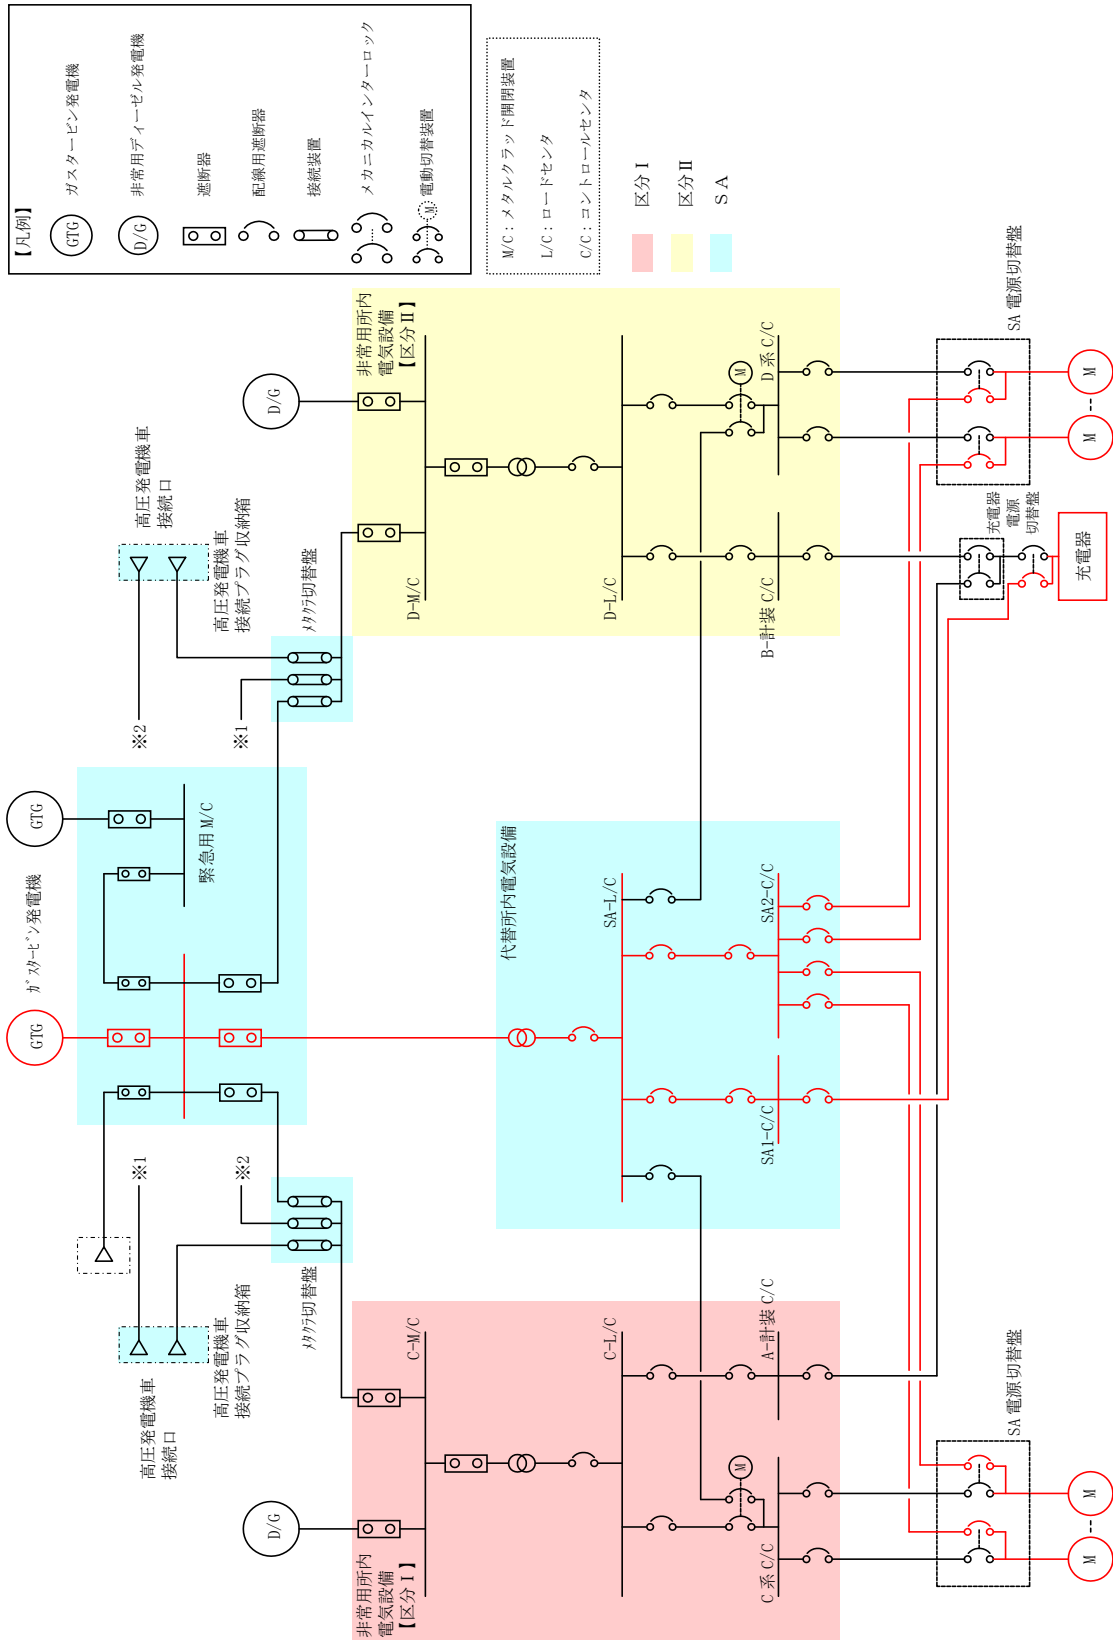 【凡例】
GTG
ガスタービン発電機
D/G
非常用ディーゼル発電機
遮断器
配線用遮断器
接続装置
メカニカルインターロック
M
電動切替装置
M/C：メタルクラッド開閉装置
L/C：ロードセンタ
C/C：コントロールセンタ
区分Ⅰ
区分Ⅱ
ＳＡ
ガスタービン発電機
GTG
GTG
緊急用 M/C
高圧発電機車
接続口
※1
※2
高圧発電機車
接続プラグ収納箱
メタクラ切替盤
高圧発電機車
接続口
※2
※1
高圧発電機車
接続プラグ収納箱
メタクラ切替盤
D/G
非常用所内
電気設備
【区分Ⅰ】
C-M/C
C-L/C
M
C 系 C/C
A-計装 C/C
代替所内電気設備
SA-L/C
SA1-C/C
SA2-C/C
D/G
非常用所内
電気設備
【区分Ⅱ】
D-M/C
D-L/C
M
B-計装 C/C
D 系 C/C
SA 電源切替盤
M
M
充電器
電源
切替盤
充電器
SA 電源切替盤
M
M